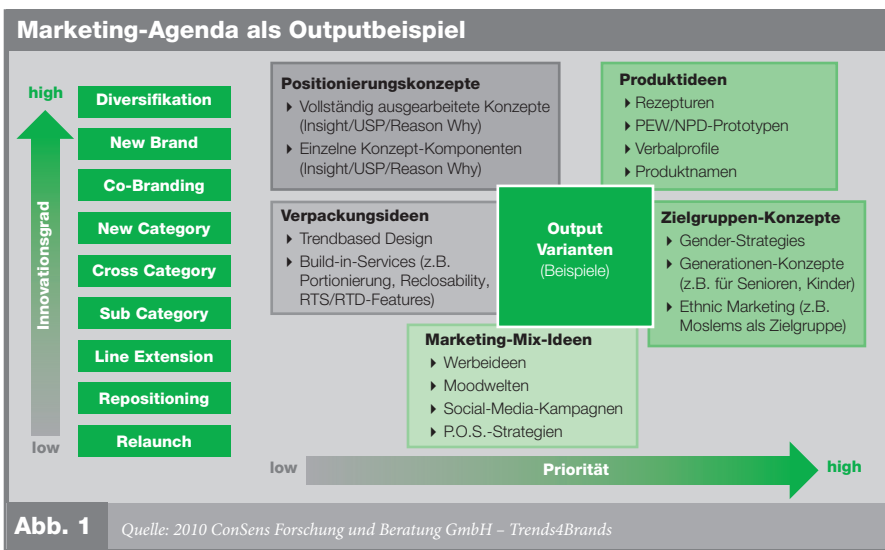 Marketing-Agenda als Outputbeispiel
high
Innovationsgrad
low
Diversifikation
New Brand
Co-Branding
New Category
Cross Category
Sub Category
Line Extension
Repositioning
Relaunch
Positionierungskonzepte
Vollständig ausgearbeitete Konzepte
(Insight/USP/Reason Why)
Einzelne Konzept-Komponenten
(Insight/USP/Reason Why)
Produktideen
Rezepturen
PEW/NPD-Prototypen
Verbalprofile
Produktnamen
Verpackungsideen
Trendbased Design
Build-in-Services (z.B.
Portionierung, Reclosability,
RTS/RTD-Features)
Output
Varianten
(Beispiele)
Zielgruppen-Konzepte
Gender-Strategies
Generationen-Konzepte
(z.B. für Senioren, Kinder)
Ethnic Marketing (z.B.
Moslems als Zielgruppe)
Marketing-Mix-Ideen
Werbeideen
Moodwelten
Social-Media-Kampagnen
P.O.S.-Strategien
low
Priorität
high
Abb. 1
Quelle: 2010 ConSens Forschung und Beratung GmbH – Trends4Brands